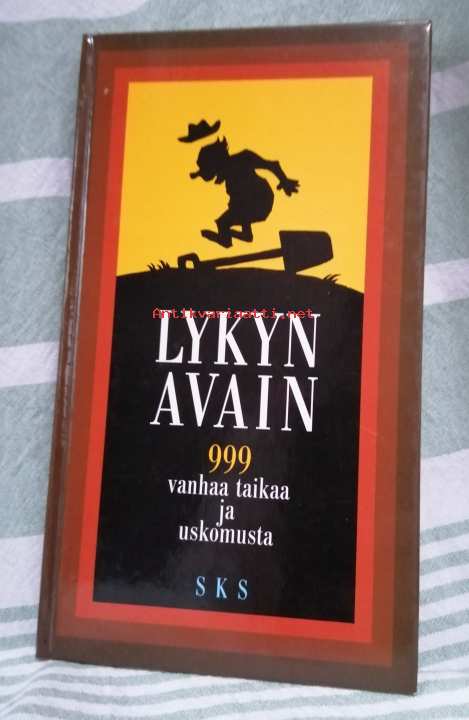 Antikvariaatti.net
LYKYN
AVAIN
999
vanhaa taikaa
ja
uskomusta
SKS